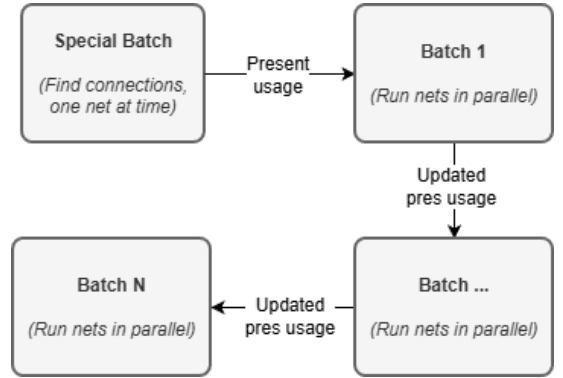 Special Batch
(Find connections,
one net at time)
Present
usage
Batch 1
(Run nets in parallel)
Updated
pres usage
Batch ...
(Run nets in parallel)
Updated
pres usage
Batch N
(Run nets in parallel)